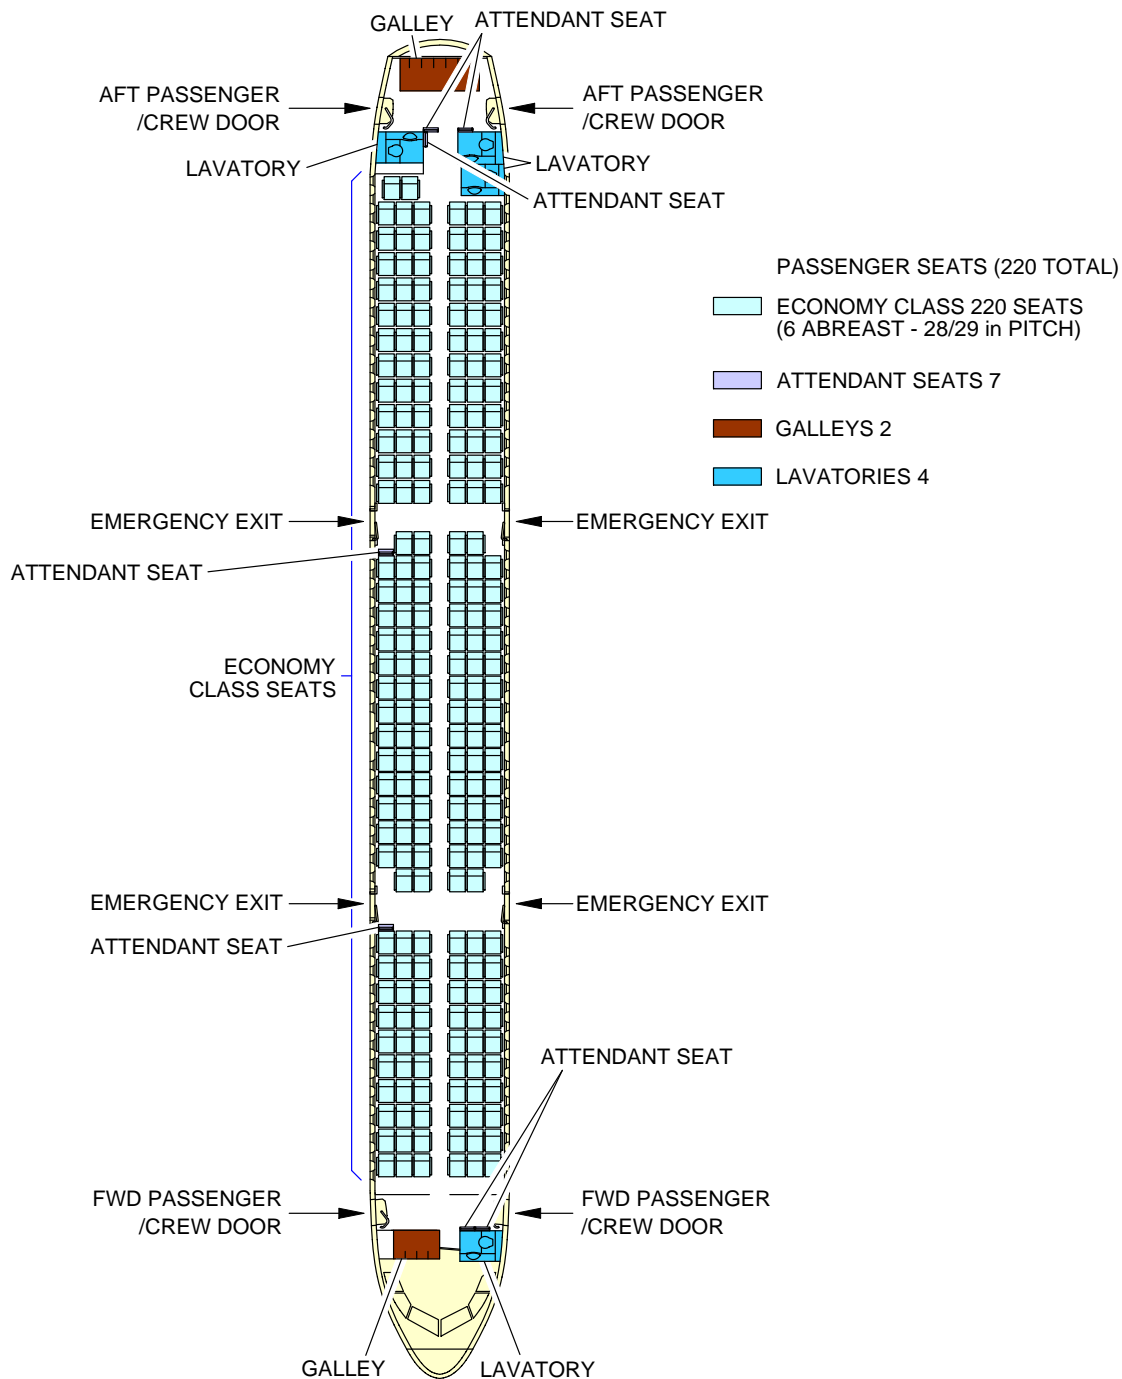 GALLEY
ATTENDANT SEAT
AFT PASSENGER
/CREW DOOR
AFT PASSENGER
/CREW DOOR
LAVATORY
LAVATORY
ATTENDANT SEAT
PASSENGER SEATS (220 TOTAL)
ECONOMY CLASS 220 SEATS
(6 ABREAST - 28/29 in PITCH)
ATTENDANT SEATS 7
GALLEYS 2
LAVATORIES 4
EMERGENCY EXIT
EMERGENCY EXIT
ATTENDANT SEAT
ECONOMY
CLASS SEATS
EMERGENCY EXIT
EMERGENCY EXIT
ATTENDANT SEAT
ATTENDANT SEAT
FWD PASSENGER
/CREW DOOR
FWD PASSENGER
/CREW DOOR
GALLEY
LAVATORY